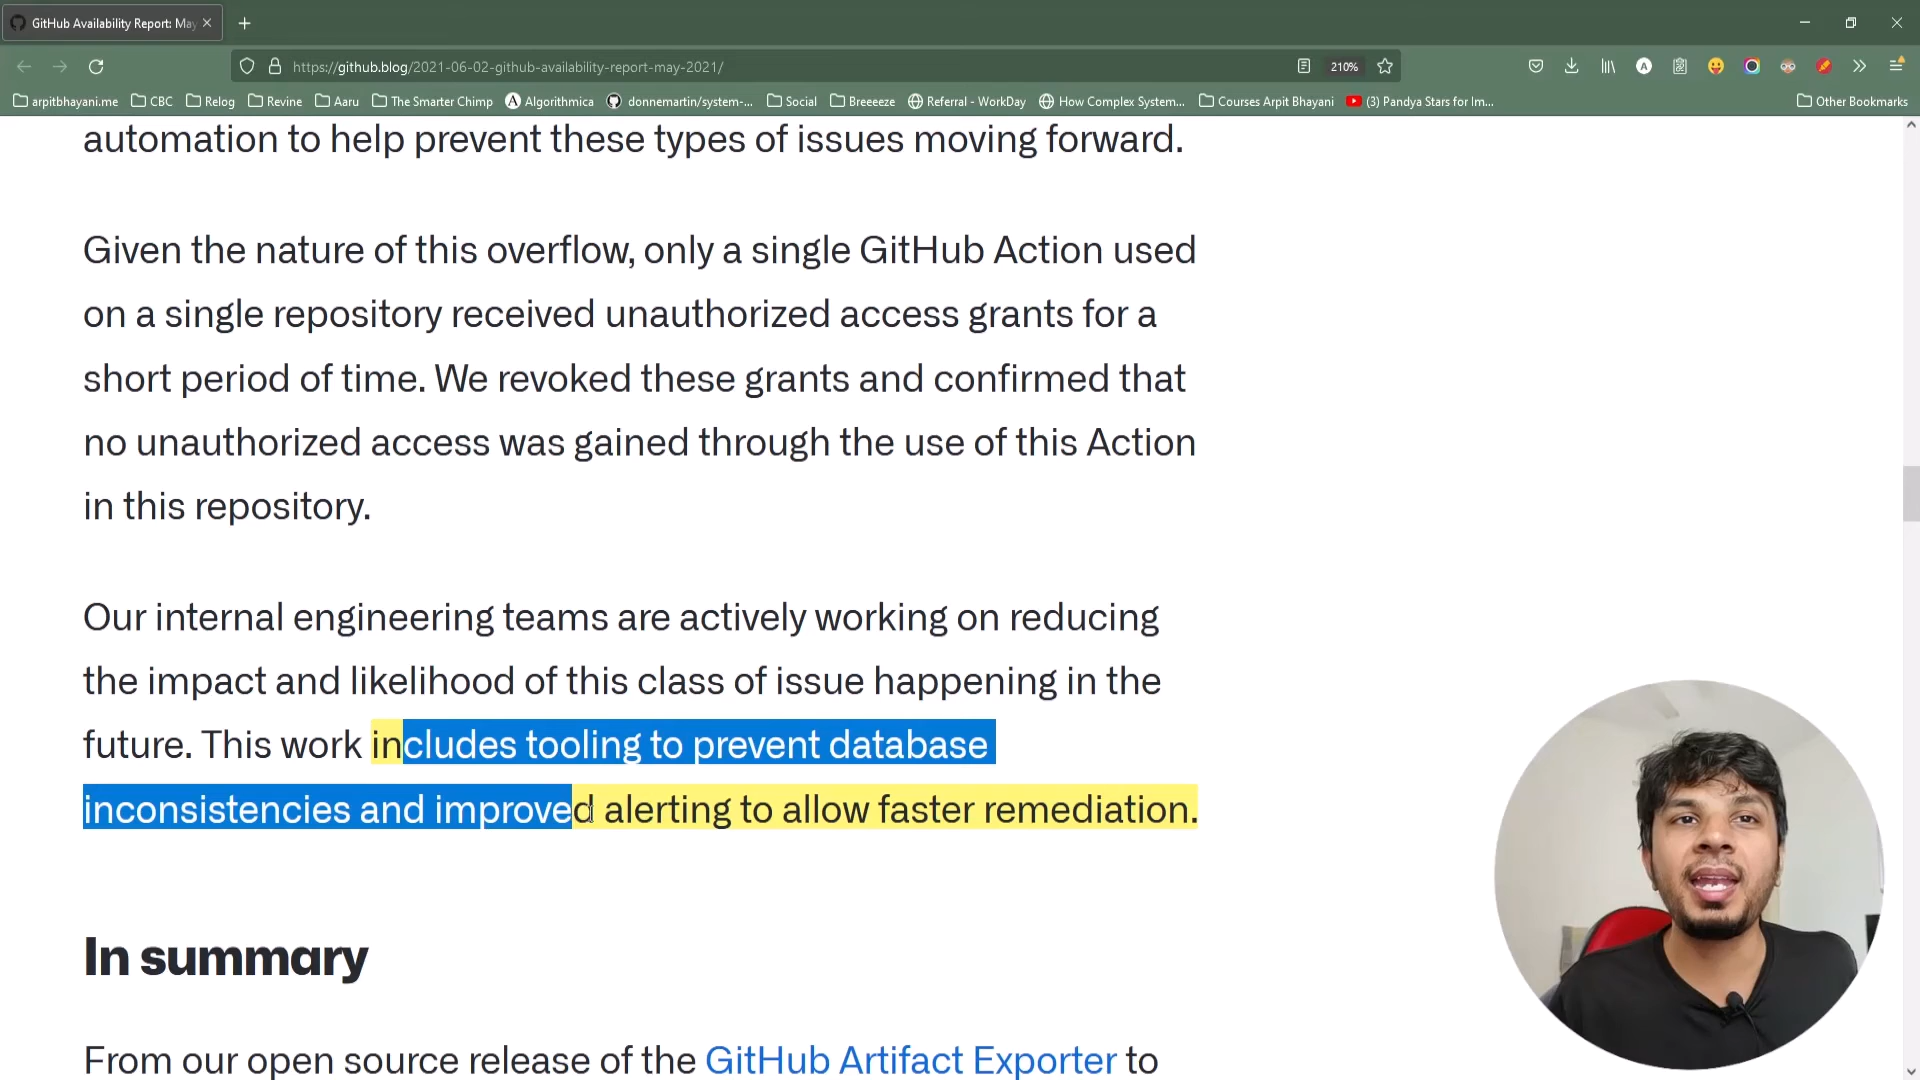 GitHub Availability Report: May
https://github.blog/2021-06-02-github-availability-report-may-2021/
210%
arpitbhayani.me CBC Relog Revine Aaru The Smarter Chimp Algorithmica donnemartin/system-... Social Breeeeze Referral - WorkDay How Complex System... Courses Arpit Bhayani (3) Pandya Stars for Im... Other Bookmarks
automation to help prevent these types of issues moving forward.
Given the nature of this overflow, only a single GitHub Action used
on a single repository received unauthorized access grants for a
short period of time. We revoked these grants and confirmed that
no unauthorized access was gained through the use of this Action
in this repository.
Our internal engineering teams are actively working on reducing
the impact and likelihood of this class of issue happening in the
future. This work includes tooling to prevent database
inconsistencies and improved alerting to allow faster remediation.
In summary
From our open source release of the GitHub Artifact Exporter to